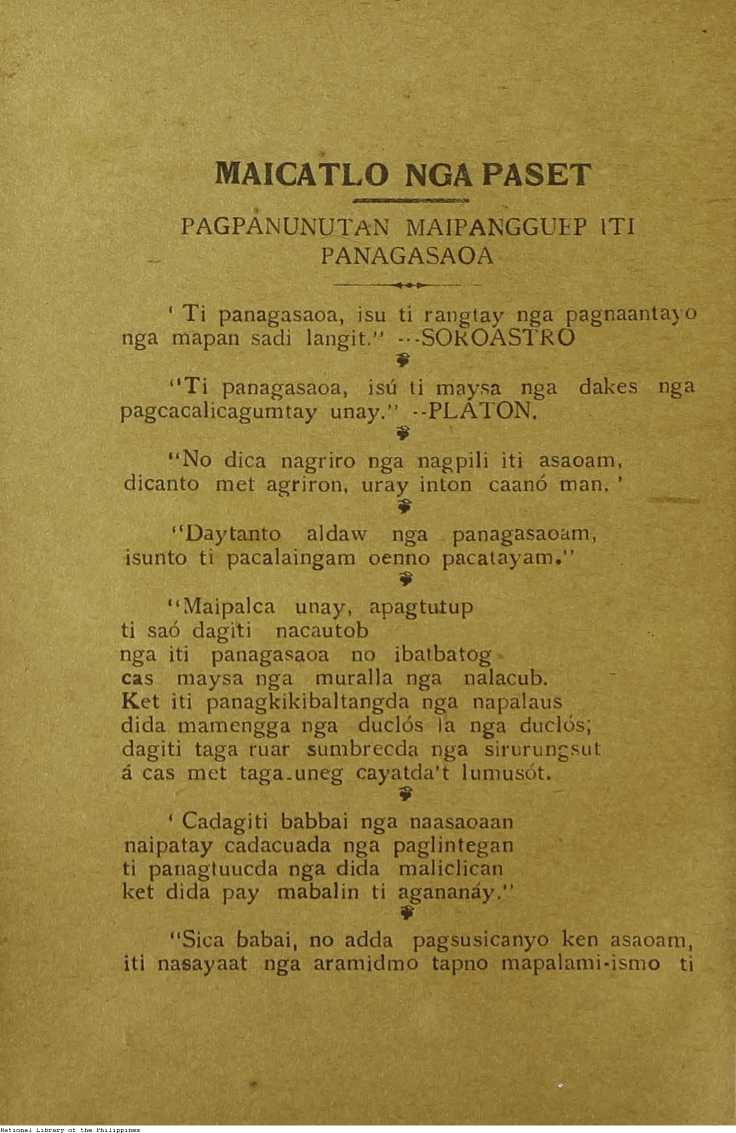 MAICATLO NGA PASET
PAGPANUNUTAN MAIPANGGUEP ITI
PANAGASAOA
‘ Ti panagasaoa, isu ti rangtay nga pagnaantayo
nga mapan sadi langit.” ---SOROASTRO
“Ti panagasaoa, isú ti maysa nga dakes nga
pagcacalicagumtay unay.” --PLATON.
“No dica nagriro nga nagpili iti asaoam,
dicanto met agriron, uray inton caanó man. ’
“Daytanto aldaw nga panagasaoam,
isunto ti pacalaingam oenno pacatayam.”
“Maipalca unay, apagtutup
ti saó dagiti nacautob
nga iti panagasaoa no ibatbatog
cas maysa nga muralla nga nalacub.
Ket iti panagkikibaltangda nga napalaus
dida mamengga nga duclós la nga duclós;
dagiti taga ruar sumbrecda nga sirurungsut
á cas met taga-uneg cayatda’t lumusót.
‘ Cadagiti babbai nga naasaoaan
naipatay cadacuada nga paglintegan
ti panagtuucda nga dida maliclican
ket dida pay mabalin ti agananáy.”
“Sica babai, no adda pagsusicanyo ken asaoam,
iti nasayaat nga aramidmo tapno mapalami-ismo ti
National Library of the Philippines